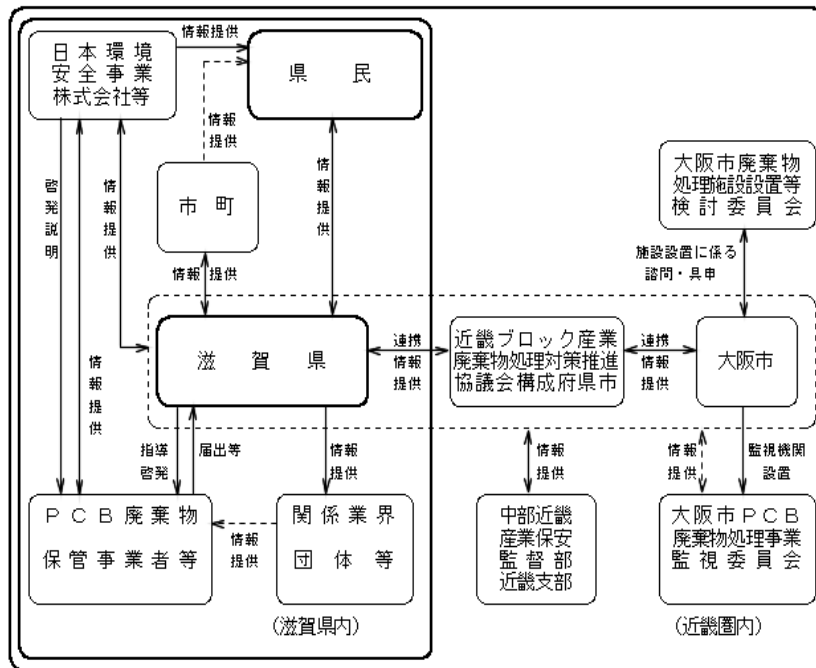 日本環境
安全事業
株式会社等
情報提供
県民
情報
提供
市町
啓発説明
情報提供
情報提供
情報 提供
大阪市廃棄物
処理施設設置等
検討委員会
施設設置に係る
諮問・具申
滋賀県
連携
情報
提供
近畿ブロック産業
廃棄物処理対策推進
協議会構成府県市
連携
情報
提供
大阪市
情報提供
指導
啓発
届出等
情報
提供
情報
提供
情報
提供
監視機関
設置
PCB廃棄物
保管事業者等
情報
提供
関係業界
団体等
中部近畿
産業保安
監督部
近畿支部
大阪市PCB
廃棄物処理事業
監視委員会
(滋賀県内)
(近畿圏内)